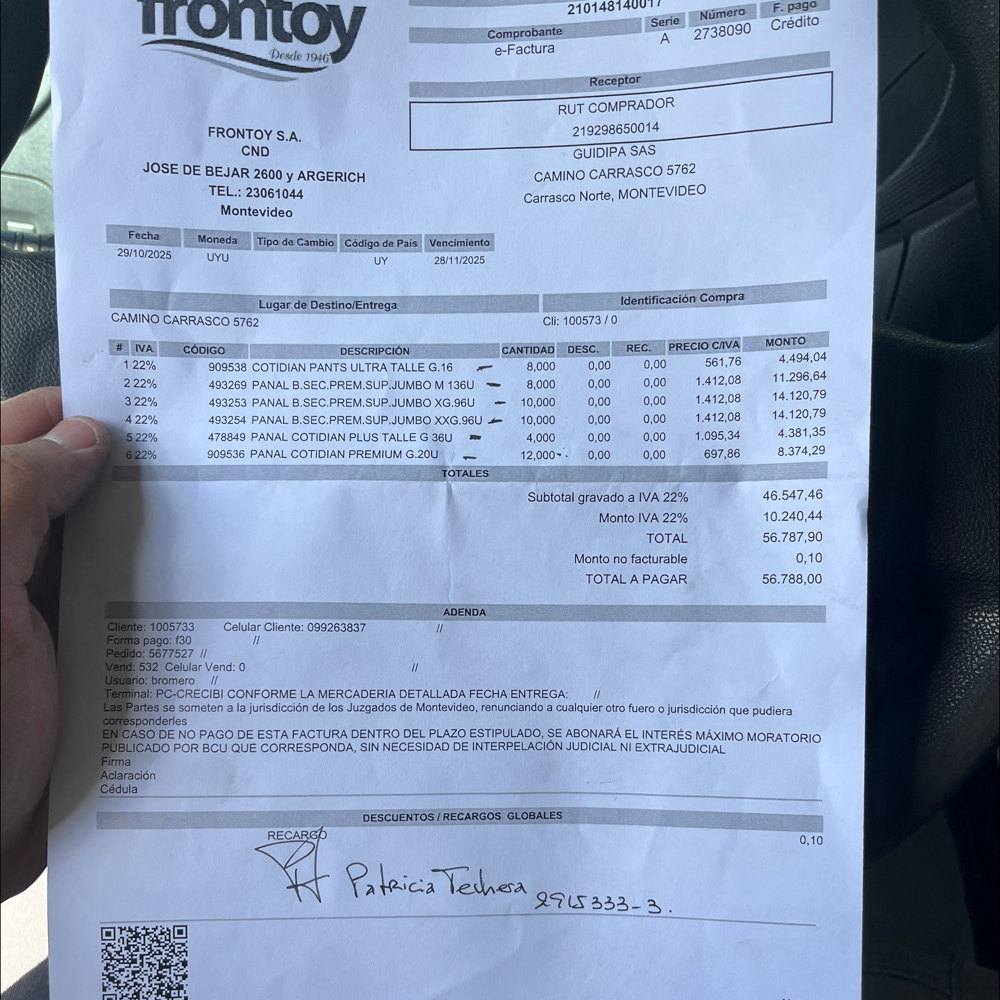 frontoy
Desde 1946
210148140017
Comprobante Serie Número F. pago
e-Factura A 2738090 Crédito
Receptor
RUT COMPRADOR
219298650014
GUIDIPA SAS
CAMINO CARRASCO 5762
Carrasco Norte, MONTEVIDEO
FRONTOY S.A.
CND
JOSE DE BEJAR 2600 y ARGERICH
TEL.: 23061044
Montevideo
Fecha Moneda Tipo de Cambio Código de País Vencimiento
29/10/2025 UYU UY 28/11/2025
Lugar de Destino/Entrega Identificación Compra
CAMINO CARRASCO 5762 Cli: 100573 / 0
# IVA CÓDIGO DESCRIPCIÓN CANTIDAD DESC. REC. PRECIO C/IVA MONTO
1 22% 909538 COTIDIAN PANTS ULTRA TALLE G.16 8,000 0,00 0,00 561,76 4.494,04
2 22% 493269 PANAL B.SEC.PREM.SUP.JUMBO M 136U 8,000 0,00 0,00 1.412,08 11.296,64
3 22% 493253 PANAL B.SEC.PREM.SUP.JUMBO XG.96U 10,000 0,00 0,00 1.412,08 14.120,79
4 22% 493254 PANAL B.SEC.PREM.SUP.JUMBO XXG.96U 10,000 0,00 0,00 1.412,08 14.120,79
5 22% 478849 PANAL COTIDIAN PLUS TALLE G 36U 4,000 0,00 0,00 1.095,34 4.381,35
6 22% 909536 PANAL COTIDIAN PREMIUM G.20U 12,000 0,00 0,00 697,86 8.374,29
TOTALES
Subtotal gravado a IVA 22% 46.547,46
Monto IVA 22% 10.240,44
TOTAL 56.787,90
Monto no facturable 0,10
TOTAL A PAGAR 56.788,00
ADENDA
Cliente: 1005733 Celular Cliente: 099263837 //
Forma pago: f30 //
Pedido: 5677527 //
Vend: 532 Celular Vend: 0 //
Usuario: bromero //
Terminal: PC-CRECIBI CONFORME LA MERCADERIA DETALLADA FECHA ENTREGA: //
Las Partes se someten a la jurisdicción de los Juzgados de Montevideo, renunciando a cualquier otro fuero o jurisdicción que pudiera
corresponderles
EN CASO DE NO PAGO DE ESTA FACTURA DENTRO DEL PLAZO ESTIPULADO, SE ABONARÁ EL INTERÉS MÁXIMO MORATORIO
PUBLICADO POR BCU QUE CORRESPONDA, SIN NECESIDAD DE INTERPELACIÓN JUDICIAL NI EXTRAJUDICIAL
Firma
Aclaración
Cédula
DESCUENTOS / RECARGOS GLOBALES
RECARGO 0,10
Patricia Techera